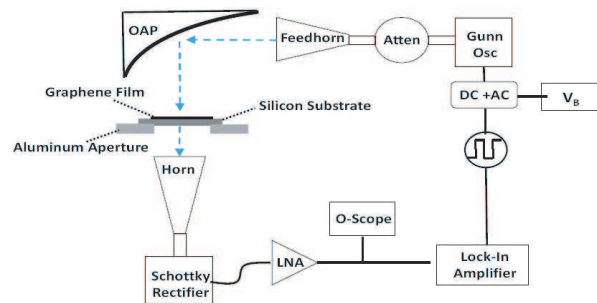 OAP
Feedhorn
Atten
Gunn
Osc
Graphene Film
Silicon Substrate
DC +AC
VB
Aluminum Aperture
Horn
O-Scope
LNA
Schottky
Rectifier
Lock-In
Amplifier